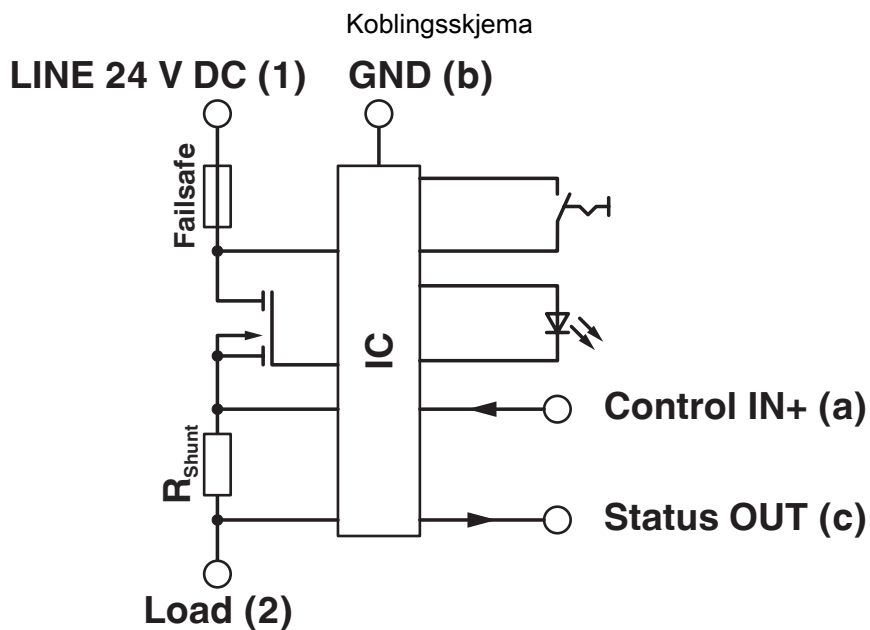 Koblingsskjema
LINE 24 V DC (1)
GND (b)
Failsafe
IC
Control IN+ (a)
RShunt
Status OUT (c)
Load (2)